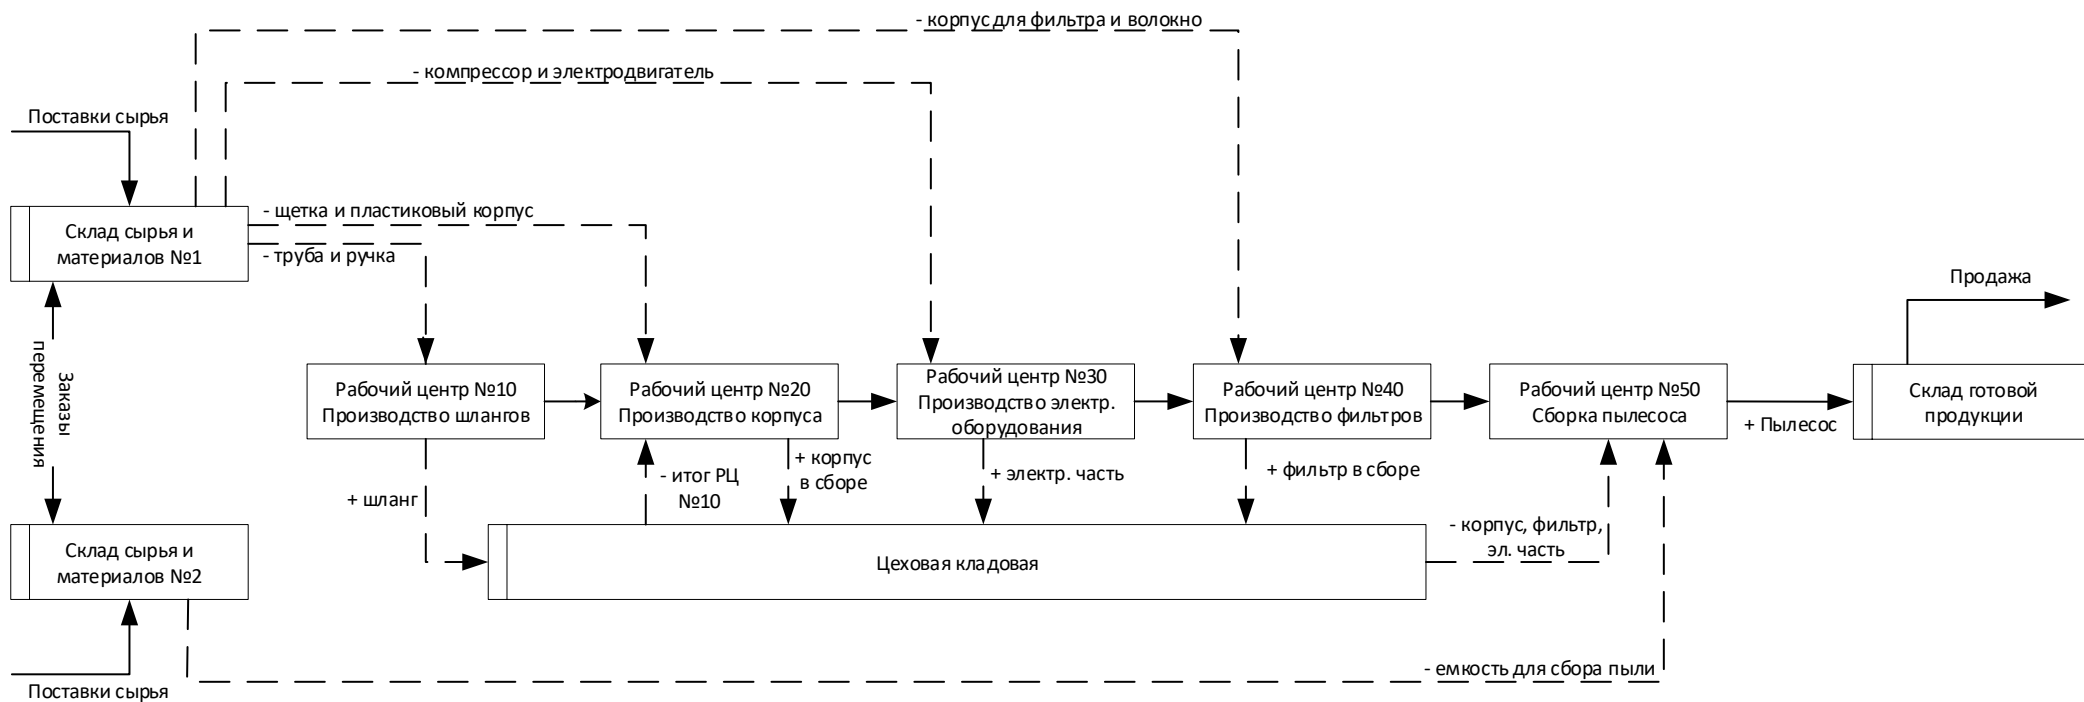 - корпус для фильтра и волокно
- компрессор и электродвигатель
Поставки сырья
Склад сырья и
материалов №1
- щетка и пластиковый корпус
- труба и ручка
Заказы
перемещения
Продажа
Рабочий центр №10
Производство шлангов
Рабочий центр №20
Производство корпуса
Рабочий центр №30
Производство электр.
оборудования
Рабочий центр №40
Производство фильтров
Рабочий центр №50
Сборка пылесоса
+ Пылесос
Склад готовой
продукции
+ шланг
- итог РЦ
№10
+ корпус
в сборе
+ электр. часть
+ фильтр в сборе
- корпус, фильтр,
эл. часть
Склад сырья и
материалов №2
Цеховая кладовая
- емкость для сбора пыли
Поставки сырья